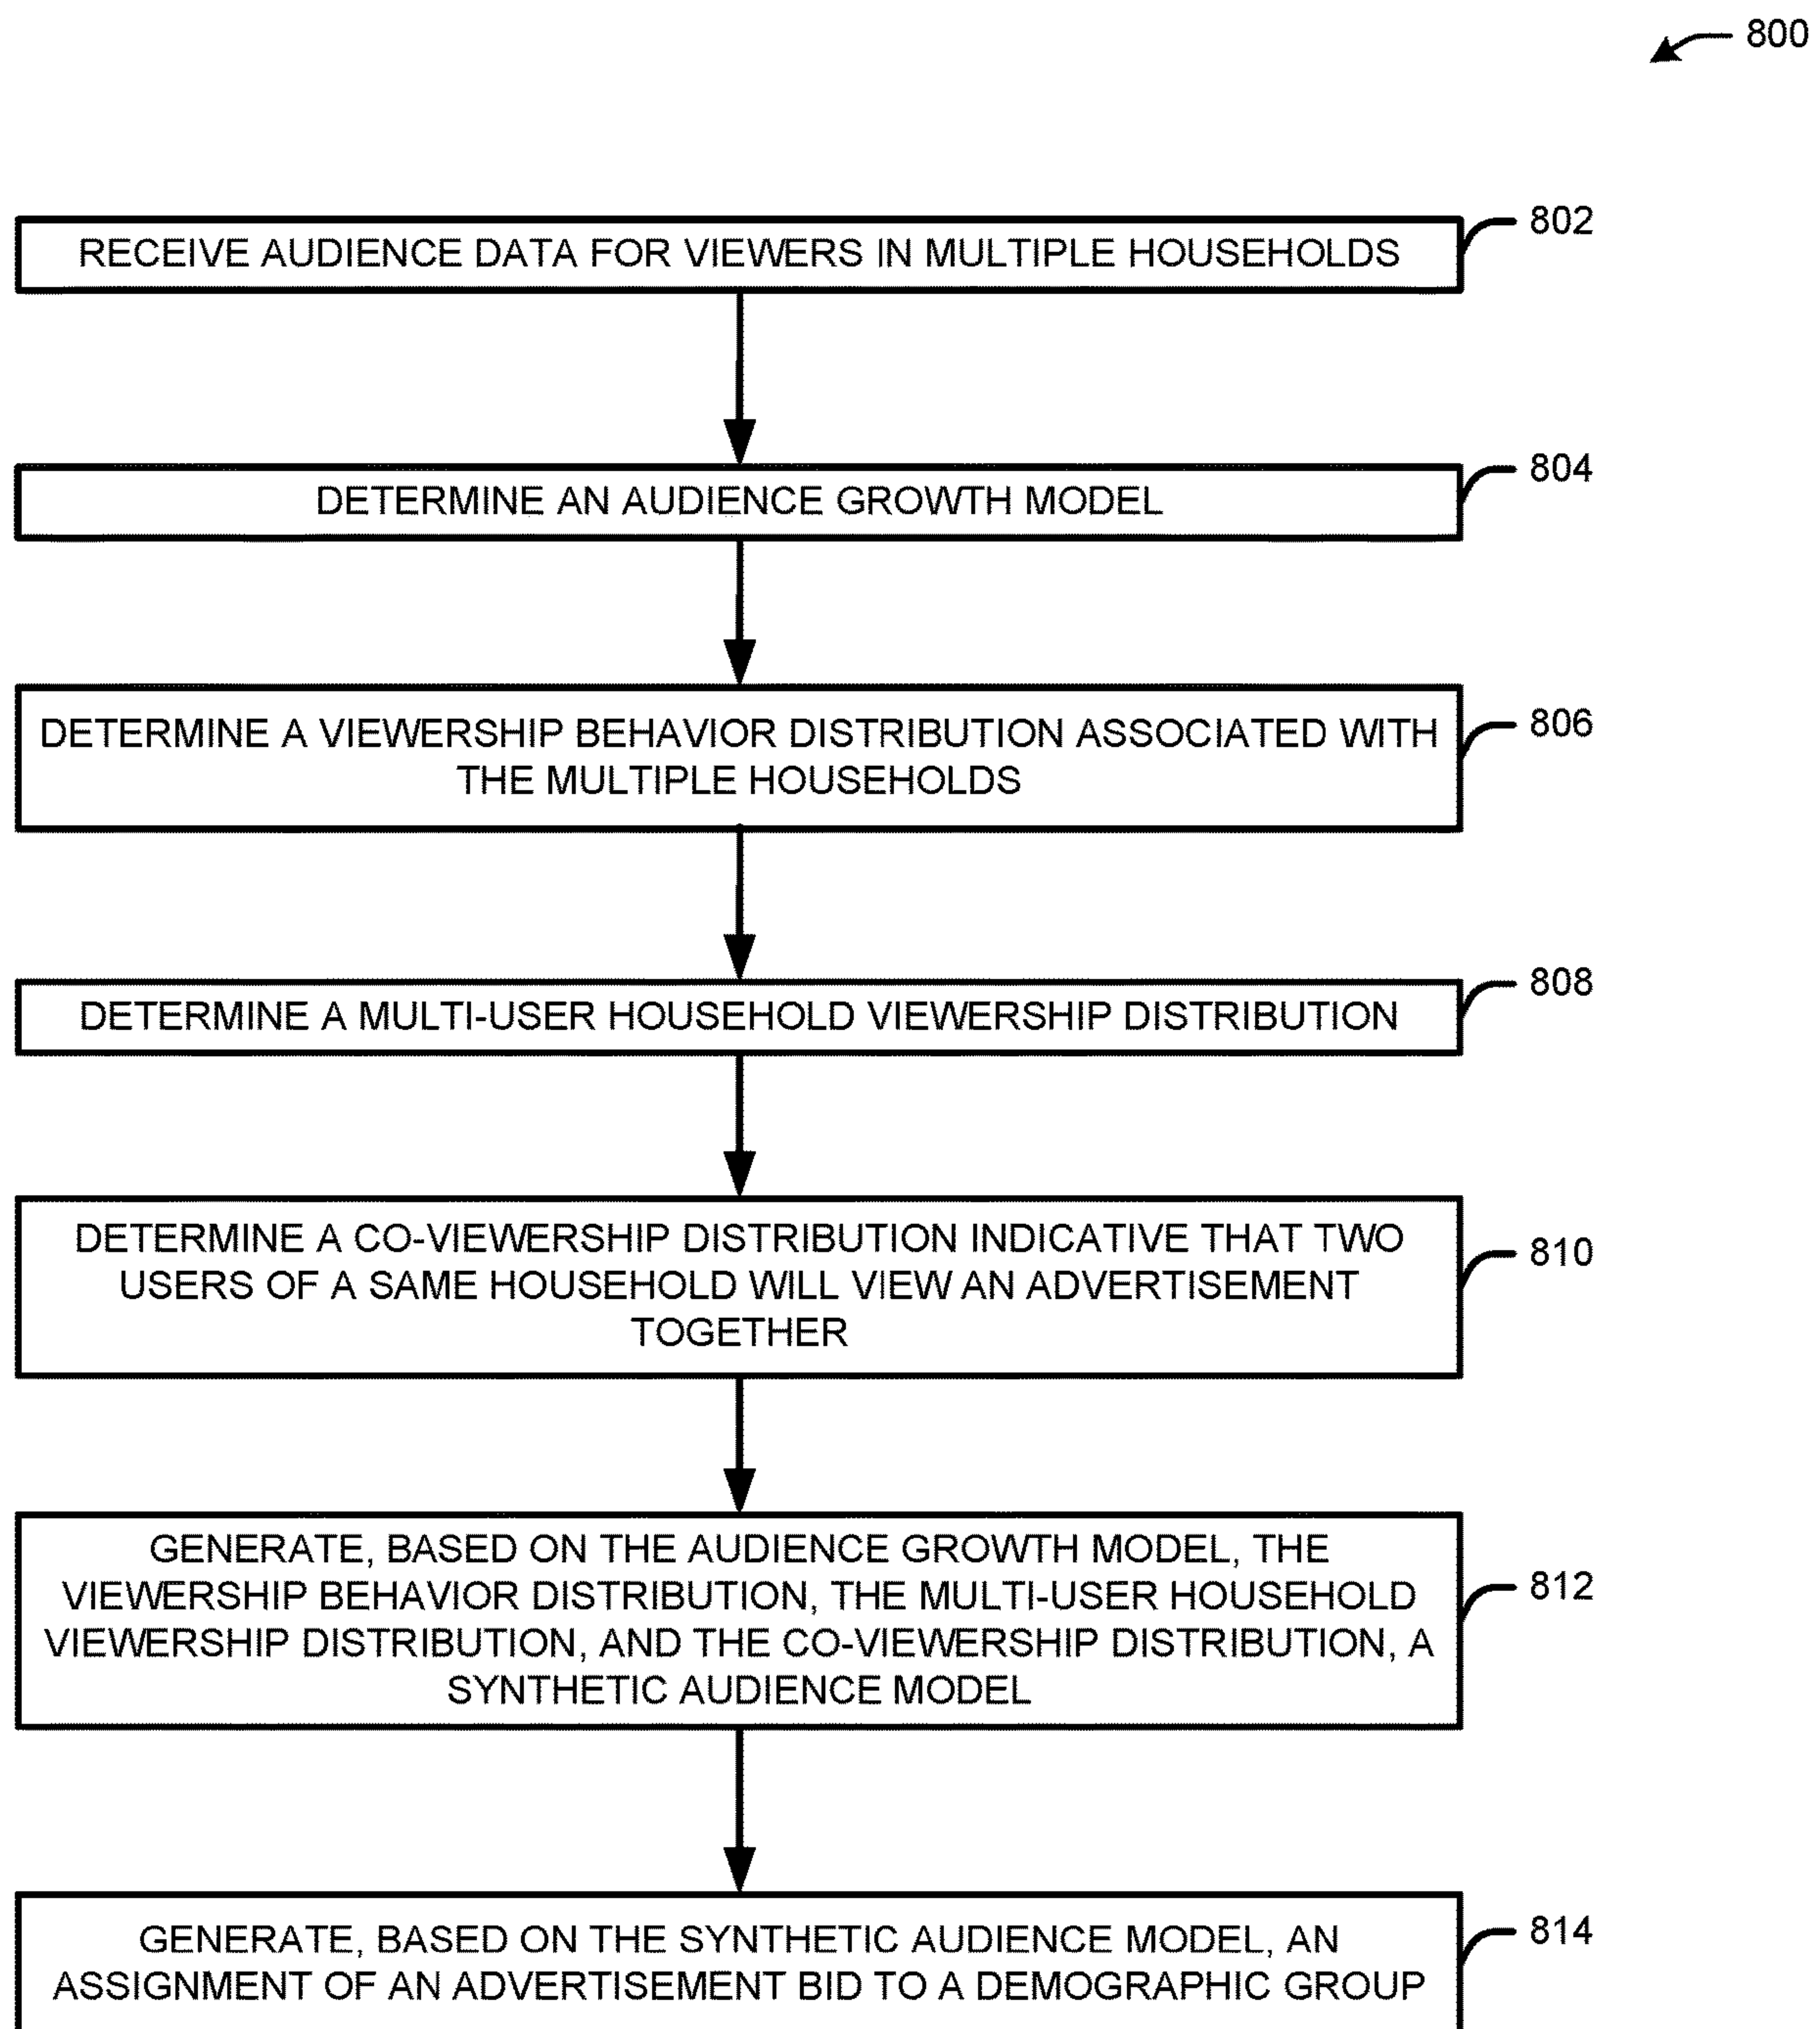 800
RECEIVE AUDIENCE DATA FOR VIEWERS IN MULTIPLE HOUSEHOLDS
802
DETERMINE AN AUDIENCE GROWTH MODEL
804
DETERMINE A VIEWERSHIP BEHAVIOR DISTRIBUTION ASSOCIATED WITH
THE MULTIPLE HOUSEHOLDS
806
DETERMINE A MULTI-USER HOUSEHOLD VIEWERSHIP DISTRIBUTION
808
DETERMINE A CO-VIEWERSHIP DISTRIBUTION INDICATIVE THAT TWO
USERS OF A SAME HOUSEHOLD WILL VIEW AN ADVERTISEMENT
TOGETHER
810
GENERATE, BASED ON THE AUDIENCE GROWTH MODEL, THE
VIEWERSHIP BEHAVIOR DISTRIBUTION, THE MULTI-USER HOUSEHOLD
VIEWERSHIP DISTRIBUTION, AND THE CO-VIEWERSHIP DISTRIBUTION, A
SYNTHETIC AUDIENCE MODEL
812
GENERATE, BASED ON THE SYNTHETIC AUDIENCE MODEL, AN
ASSIGNMENT OF AN ADVERTISEMENT BID TO A DEMOGRAPHIC GROUP
814